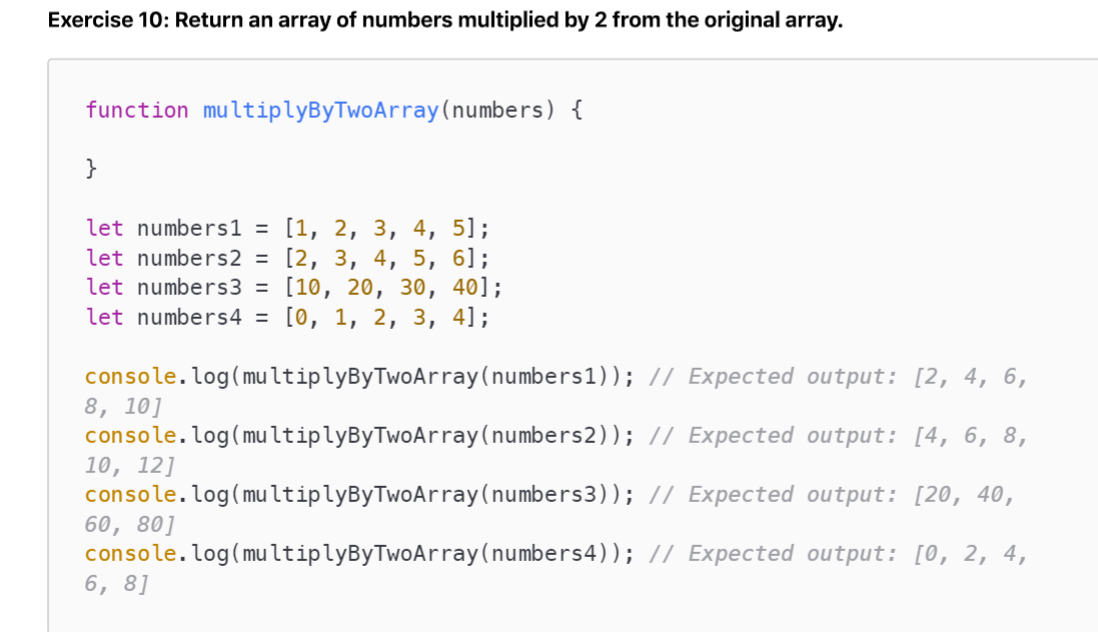 Exercise 10: Return an array of numbers multiplied by 2 from the original array.
function multiplyByTwoArray(numbers) {
}
let numbers1 = [1, 2, 3, 4, 5];
let numbers2 = [2, 3, 4, 5, 6];
let numbers3 = [10, 20, 30, 40];
let numbers4 = [0, 1, 2, 3, 4];
console.log(multiplyByTwoArray(numbers1)); // Expected output: [2, 4, 6,
8, 10]
console.log(multiplyByTwoArray(numbers2)); // Expected output: [4, 6, 8,
10, 12]
console.log(multiplyByTwoArray(numbers3)); // Expected output: [20, 40,
60, 80]
console.log(multiplyByTwoArray(numbers4)); // Expected output: [0, 2, 4,
6, 8]